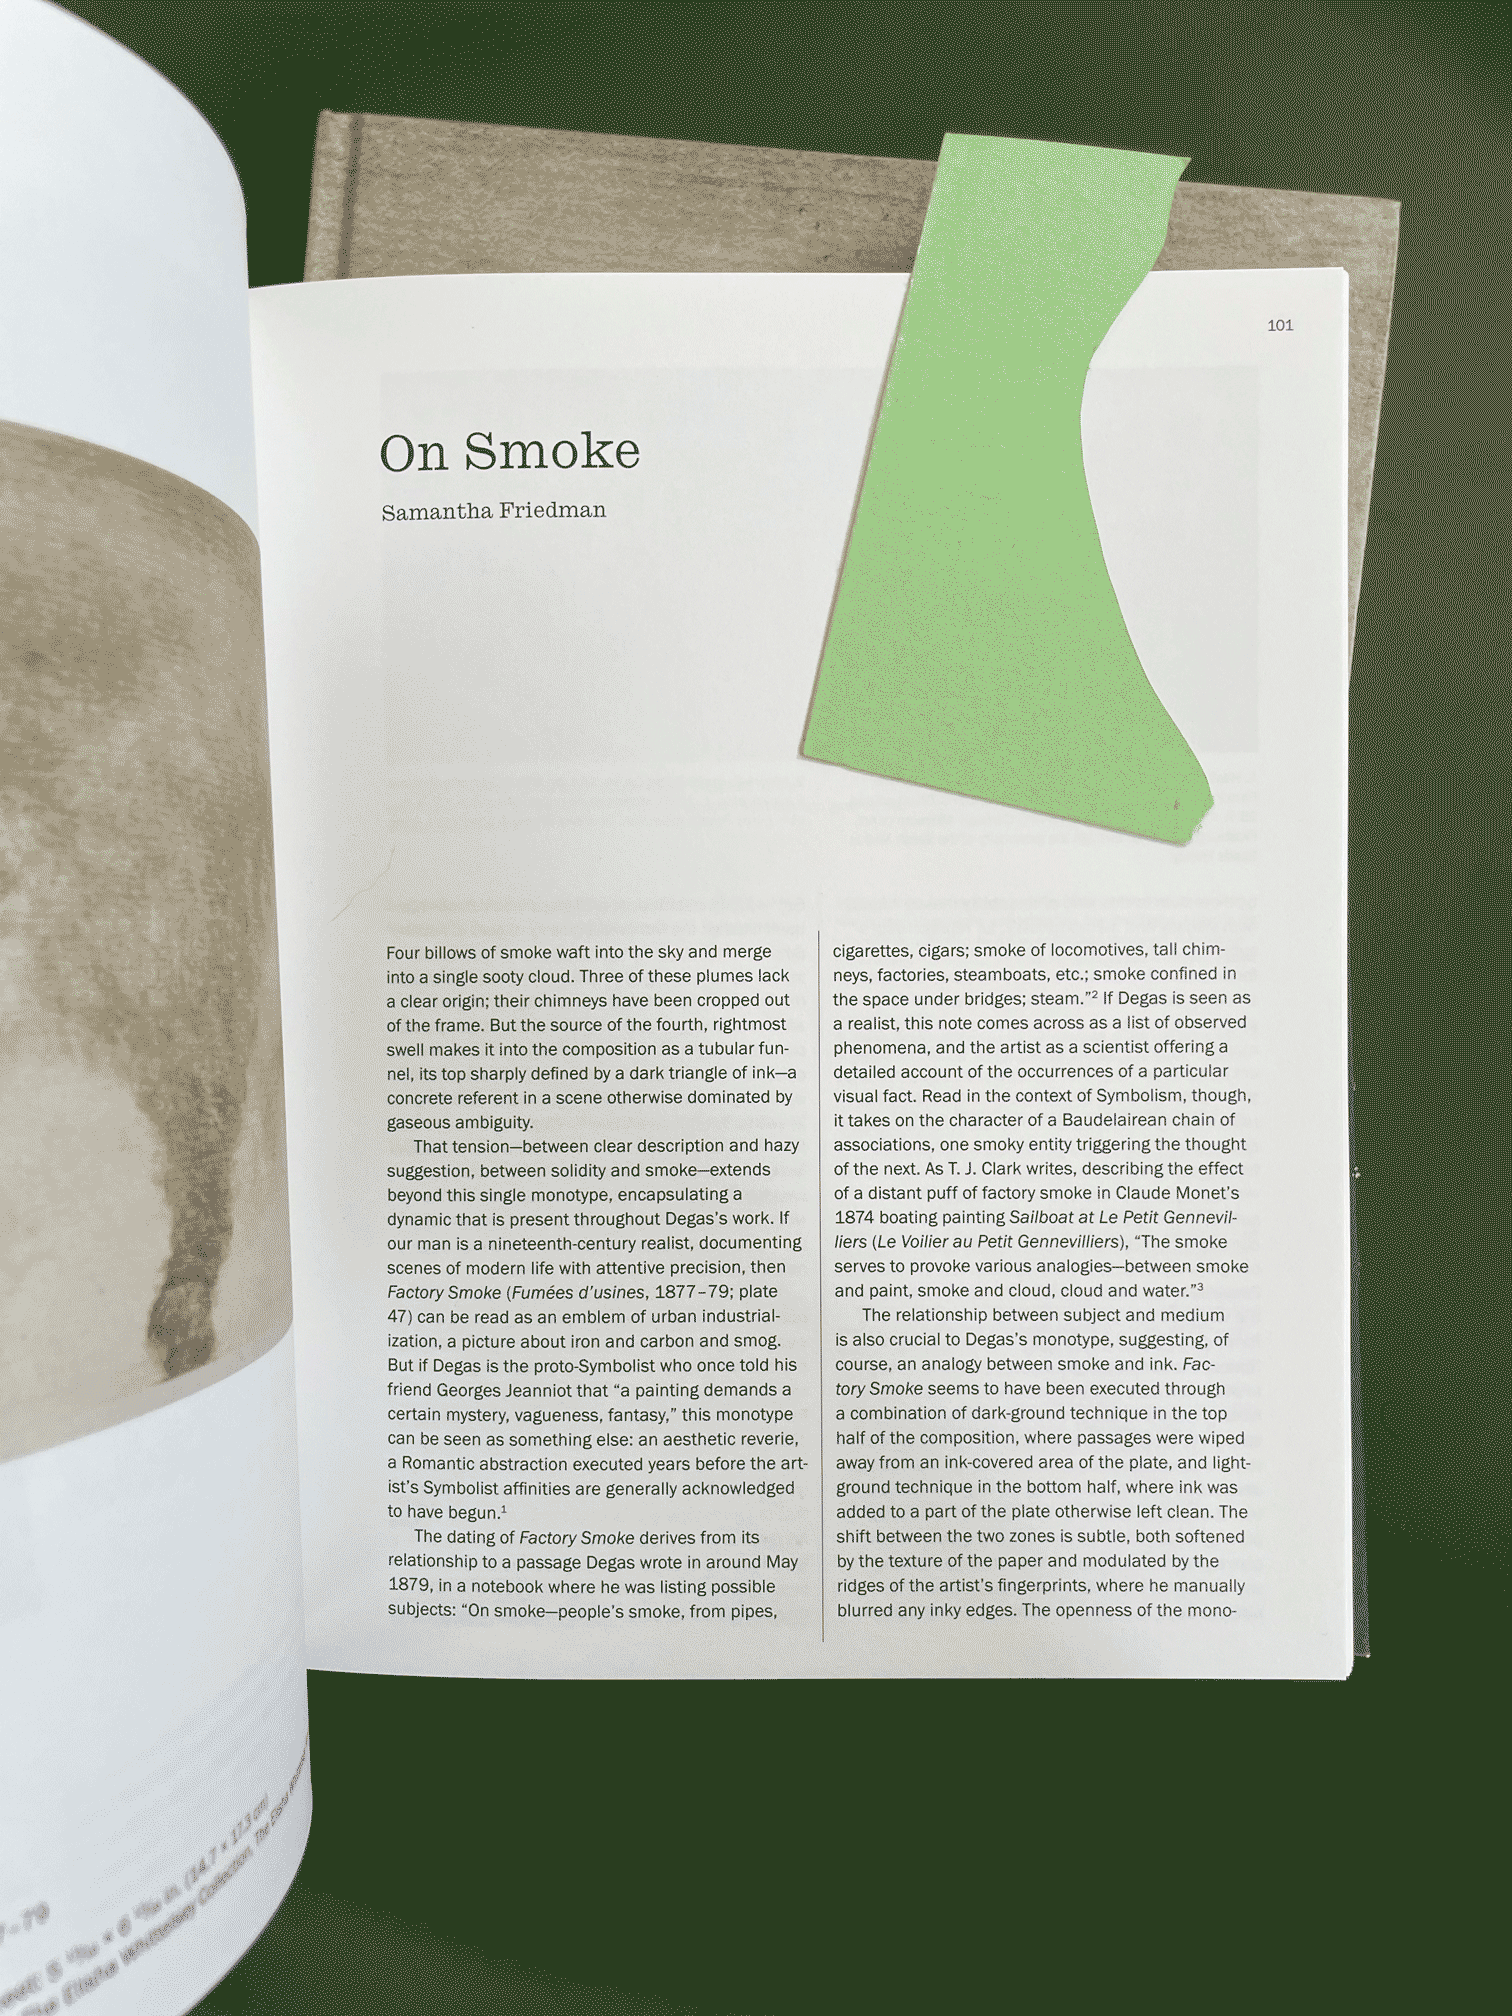 101
On Smoke
Samantha Friedman
Four billows of smoke waft into the sky and merge
into a single sooty cloud. Three of these plumes lack
a clear origin; their chimneys have been cropped out
of the frame. But the source of the fourth, rightmost
swell makes it into the composition as a tubular fun-
nel, its top sharply defined by a dark triangle of ink—a
concrete referent in a scene otherwise dominated by
gaseous ambiguity.
That tension—between clear description and hazy
suggestion, between solidity and smoke—extends
beyond this single monotype, encapsulating a
dynamic that is present throughout Degas's work. If
our man is a nineteenth-century realist, documenting
scenes of modern life with attentive precision, then
Factory Smoke (Fumées d'usines, 1877–79; plate
47) can be read as an emblem of urban industrial-
ization, a picture about iron and carbon and smog.
But if Degas is the proto-Symbolist who once told his
friend Georges Jeanniot that “a painting demands a
certain mystery, vagueness, fantasy,” this monotype
can be seen as something else: an aesthetic reverie,
a Romantic abstraction executed years before the art-
ist's Symbolist affinities are generally acknowledged
to have begun.¹
The dating of Factory Smoke derives from its
relationship to a passage Degas wrote in around May
1879, in a notebook where he was listing possible
subjects: “On smoke—people's smoke, from pipes,
cigarettes, cigars; smoke of locomotives, tall chim-
neys, factories, steamboats, etc.; smoke confined in
the space under bridges; steam.”² If Degas is seen as
a realist, this note comes across as a list of observed
phenomena, and the artist as a scientist offering a
detailed account of the occurrences of a particular
visual fact. Read in the context of Symbolism, though,
it takes on the character of a Baudelairean chain of
associations, one smoky entity triggering the thought
of the next. As T. J. Clark writes, describing the effect
of a distant puff of factory smoke in Claude Monet's
1874 boating painting Sailboat at Le Petit Gennevil-
liers (Le Voilier au Petit Gennevilliers), “The smoke
serves to provoke various analogies—between smoke
and paint, smoke and cloud, cloud and water.”³
The relationship between subject and medium
is also crucial to Degas's monotype, suggesting, of
course, an analogy between smoke and ink. Fac-
tory Smoke seems to have been executed through
a combination of dark-ground technique in the top
half of the composition, where passages were wiped
away from an ink-covered area of the plate, and light-
ground technique in the bottom half, where ink was
added to a part of the plate otherwise left clean. The
shift between the two zones is subtle, both softened
by the texture of the paper and modulated by the
ridges of the artist's fingerprints, where he manually
blurred any inky edges. The openness of the mono-
(14.7 × 17.3 cm)
Whittelsey Collection, The Elisha